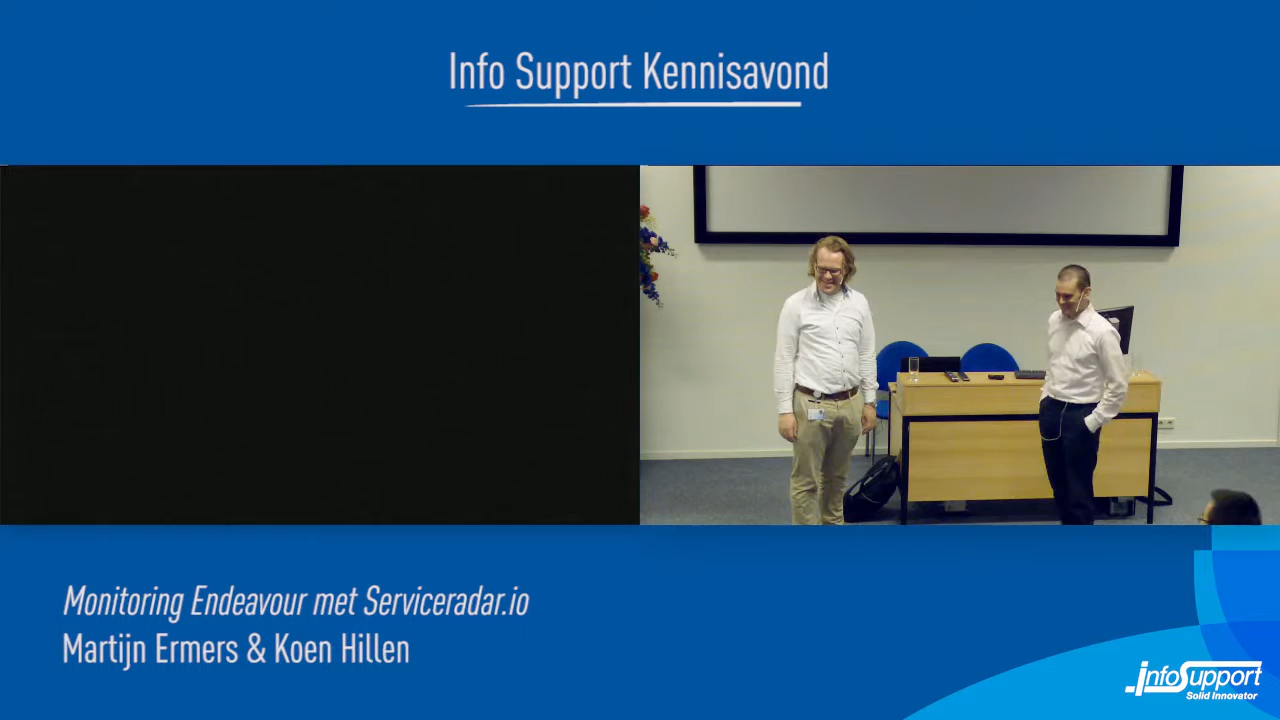 Info Support Kennisavond
Monitoring Endeavour met Serviceradar.io
Martijn Ermers & Koen Hillen
infoSupport
Solid Innovator